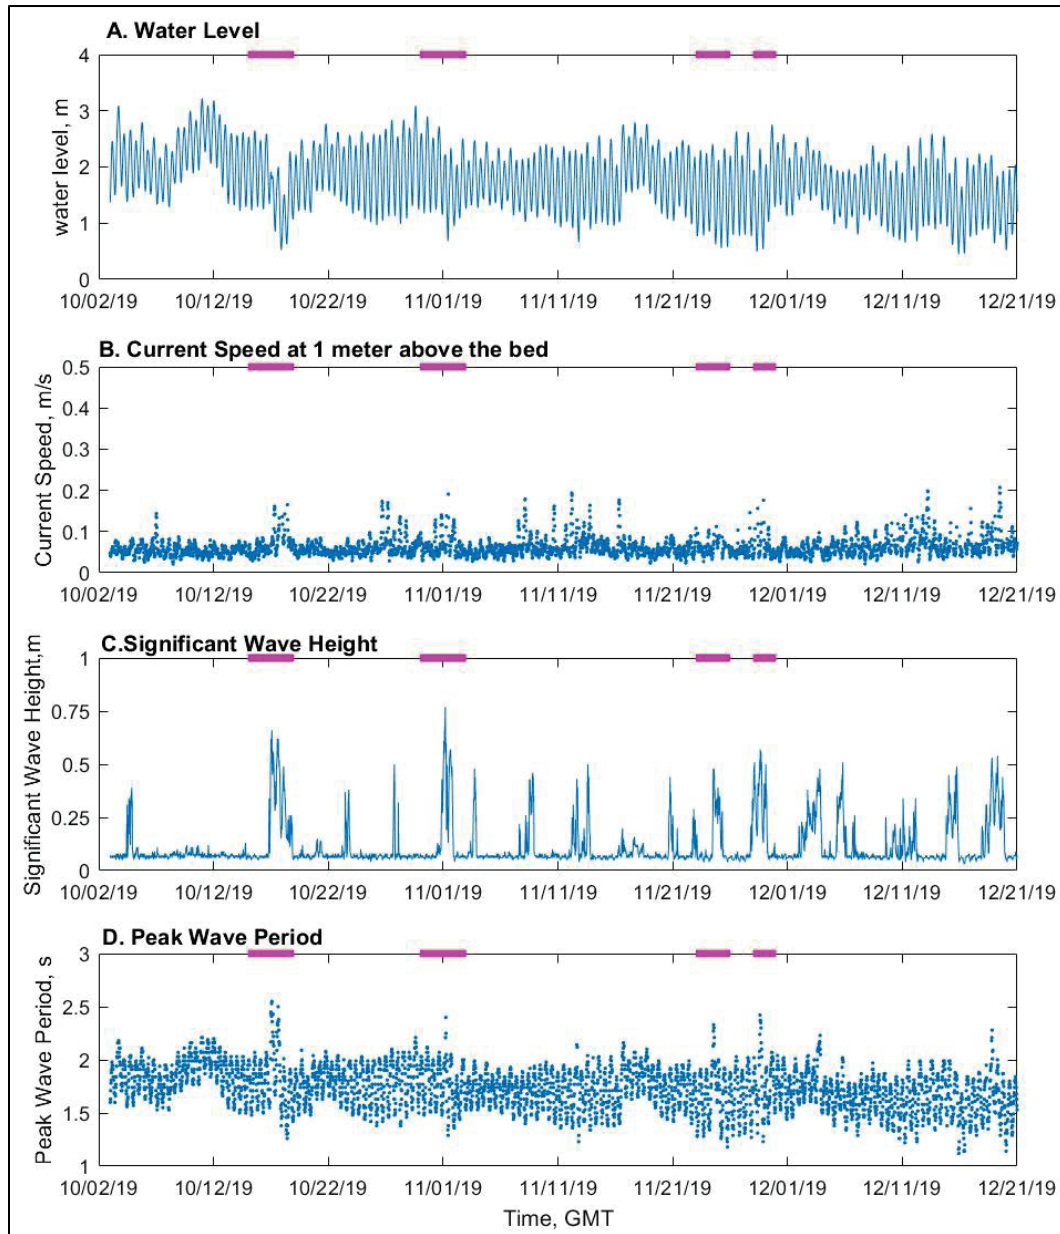 A. Water Level
water level, m
4
3
2
1
0
10/02/19 10/12/19 10/22/19 11/01/19 11/11/19 11/21/19 12/01/19 12/11/19 12/21/19
B. Current Speed at 1 meter above the bed
Current Speed, m/s
0.5
0.4
0.3
0.2
0.1
0
10/02/19 10/12/19 10/22/19 11/01/19 11/11/19 11/21/19 12/01/19 12/11/19 12/21/19
C.Significant Wave Height
Significant Wave Height,m
1
0.75
0.5
0.25
0
10/02/19 10/12/19 10/22/19 11/01/19 11/11/19 11/21/19 12/01/19 12/11/19 12/21/19
D. Peak Wave Period
Peak Wave Period, s
3
2.5
2
1.5
1
10/02/19 10/12/19 10/22/19 11/01/19 11/11/19 11/21/19 12/01/19 12/11/19 12/21/19
Time, GMT